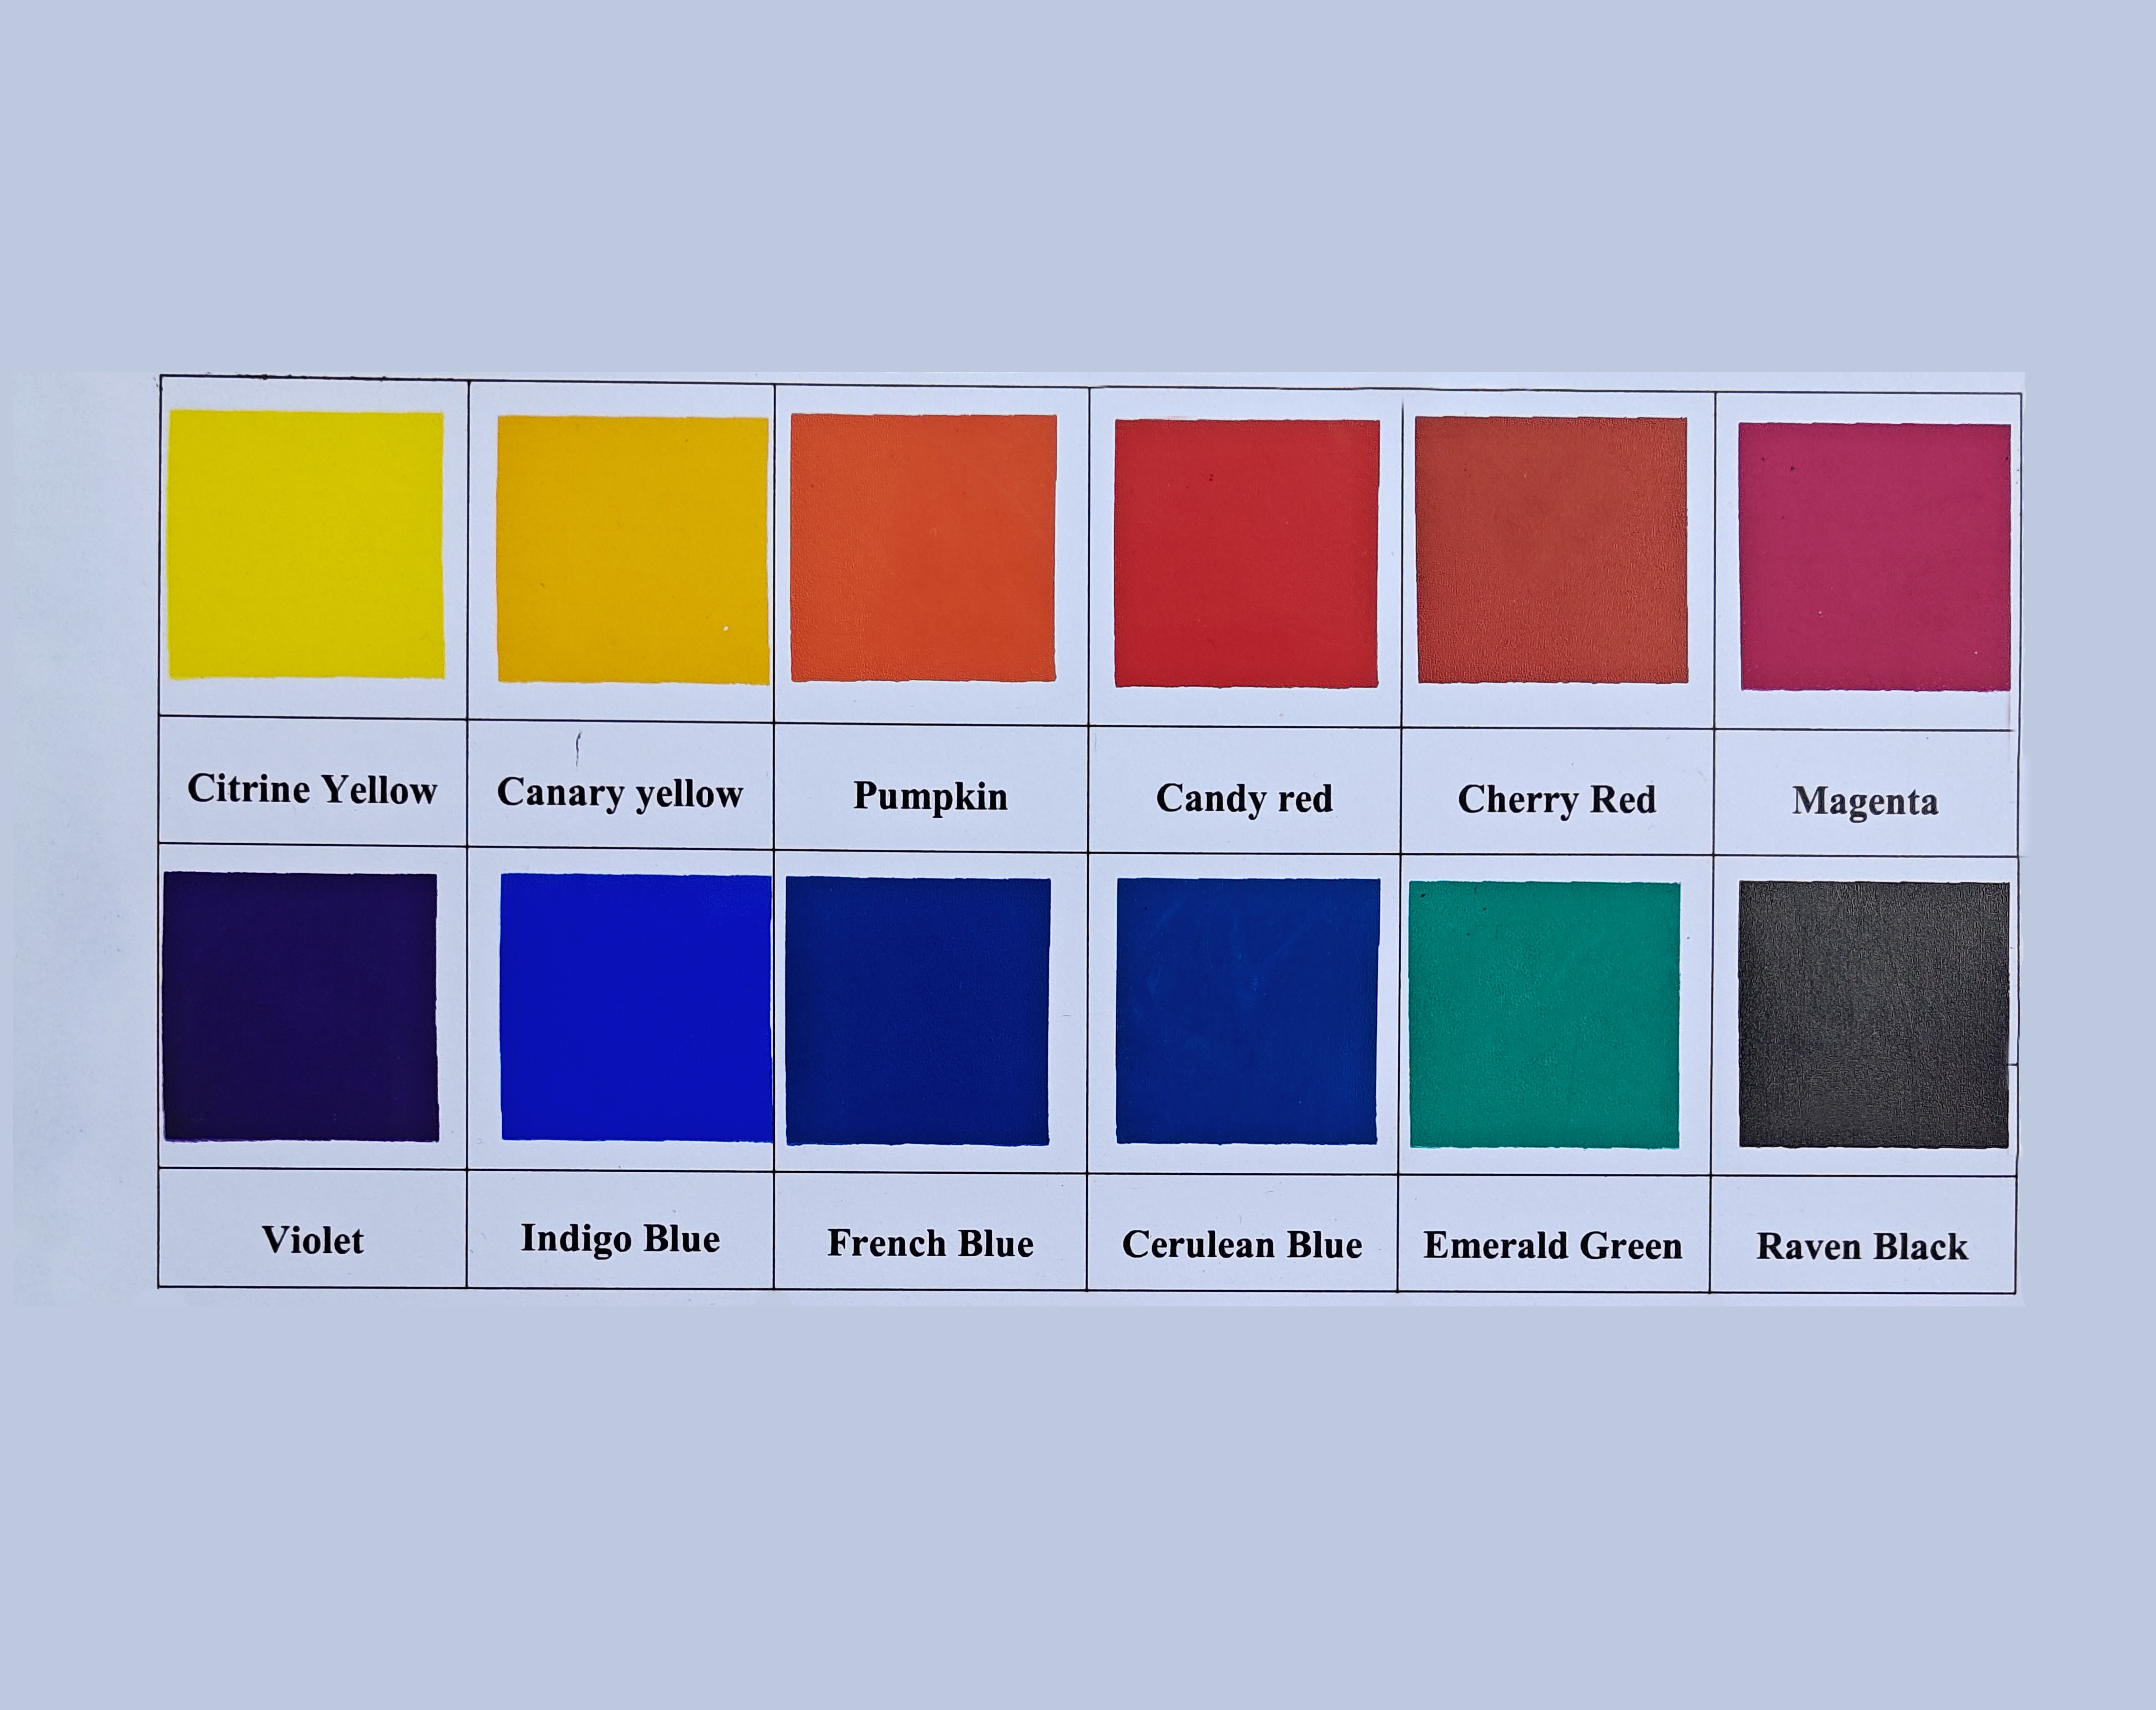 Citrine Yellow
Canary yellow
Pumpkin
Candy red
Cherry Red
Magenta
Violet
Indigo Blue
French Blue
Cerulean Blue
Emerald Green
Raven Black